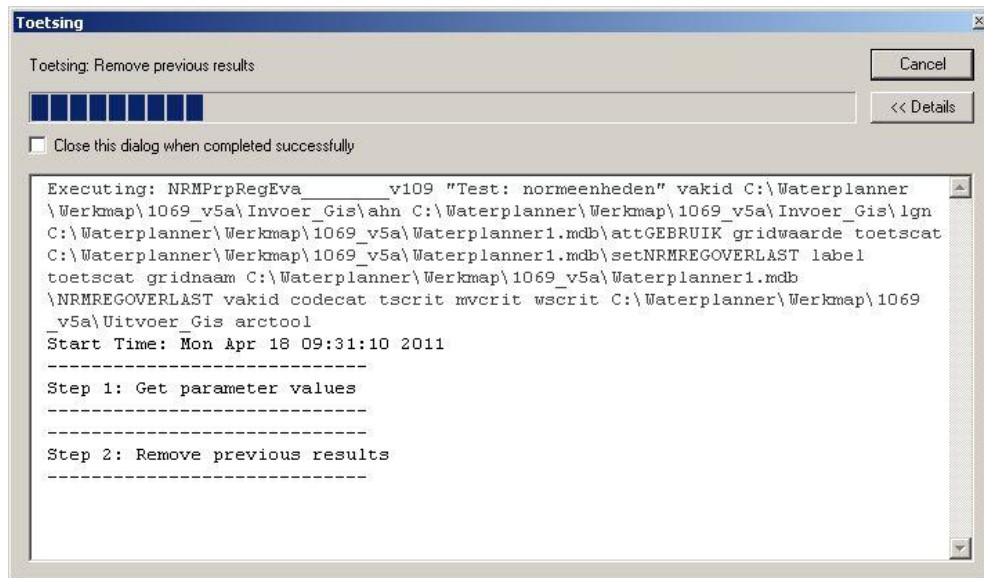 Toetsing
Toetsing: Remove previous results
Cancel
<< Details
Close this dialog when completed successfully
Executing: NRMPrpRegEva________v109 "Test: normeenheden" vakid C:\Waterplanner
\Werkmap\1069_v5a\Invoer_Gis\ahn C:\Waterplanner\Werkmap\1069_v5a\Invoer_Gis\lgn
C:\Waterplanner\Werkmap\1069_v5a\Waterplanner1.mdb\attGEBRUIK gridwaarde toetscat
C:\Waterplanner\Werkmap\1069_v5a\Waterplanner1.mdb\setNRMREGOVERLAST label
toetscat gridnaam C:\Waterplanner\Werkmap\1069_v5a\Waterplanner1.mdb
\NRMREGOVERLAST vakid codecat tscrit mvcrit wscrit C:\Waterplanner\Werkmap\1069
_v5a\Uitvoer_Gis arctool
Start Time: Mon Apr 18 09:31:10 2011
-----------------------------
Step 1: Get parameter values
-----------------------------
-----------------------------
Step 2: Remove previous results
-----------------------------